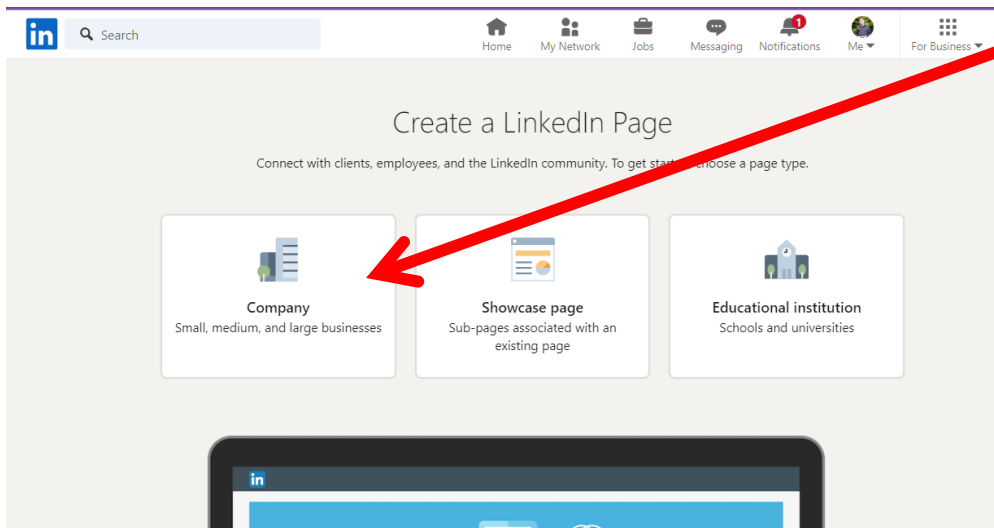 in Search Home My Network Jobs Messaging 1 Notifications Me For Business
Create a LinkedIn Page
Connect with clients, employees, and the LinkedIn community. To get choose a page type.
Company
Small, medium, and large businesses
Showcase page
Sub-pages associated with an
existing page
Educational institution
Schools and universities
in